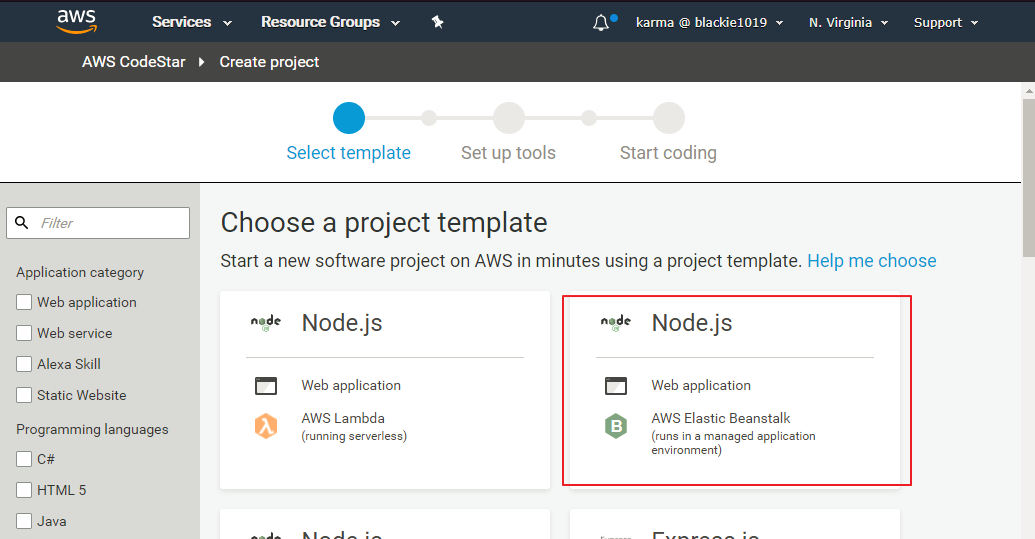 aws Services Resource Groups karma @ blackie1019 N. Virginia Support
AWS CodeStar Create project
Select template Set up tools Start coding
Filter
Application category
Web application
Web service
Alexa Skill
Static Website
Programming languages
C#
HTML 5
Java
Choose a project template
Start a new software project on AWS in minutes using a project template. Help me choose
node Node.js
Web application
AWS Lambda
(running serverless)
node Node.js
Web application
AWS Elastic Beanstalk
(runs in a managed application
environment)
node Node.js
Express.js